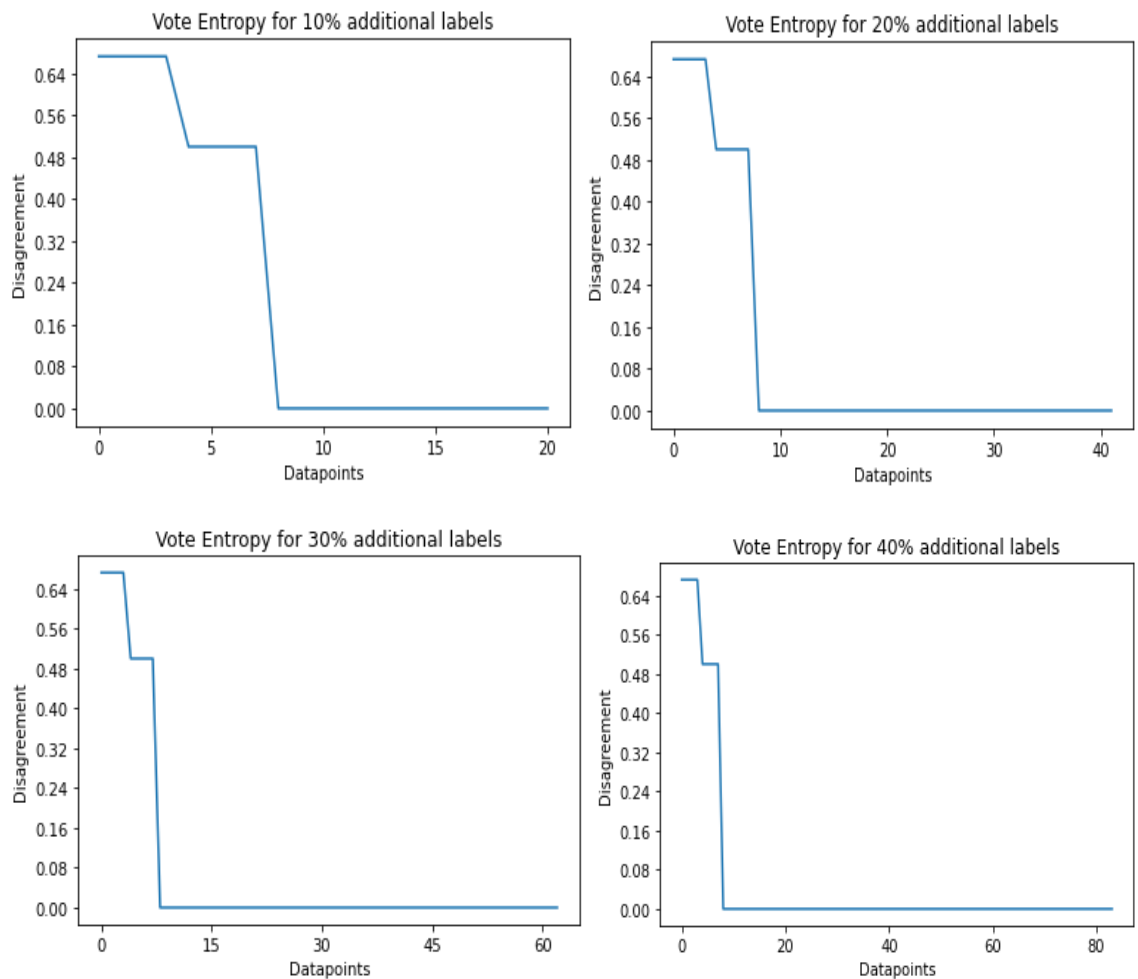 Vote Entropy for 10% additional labels
0.64
0.56
0.48
0.40
0.32
0.24
0.16
0.08
0.00
Disagreement
0 5 10 15 20
Datapoints
Vote Entropy for 20% additional labels
0.64
0.56
0.48
0.40
0.32
0.24
0.16
0.08
0.00
Disagreement
0 10 20 30 40
Datapoints
Vote Entropy for 30% additional labels
0.64
0.56
0.48
0.40
0.32
0.24
0.16
0.08
0.00
Disagreement
0 15 30 45 60
Datapoints
Vote Entropy for 40% additional labels
0.64
0.56
0.48
0.40
0.32
0.24
0.16
0.08
0.00
Disagreement
0 20 40 60 80
Datapoints